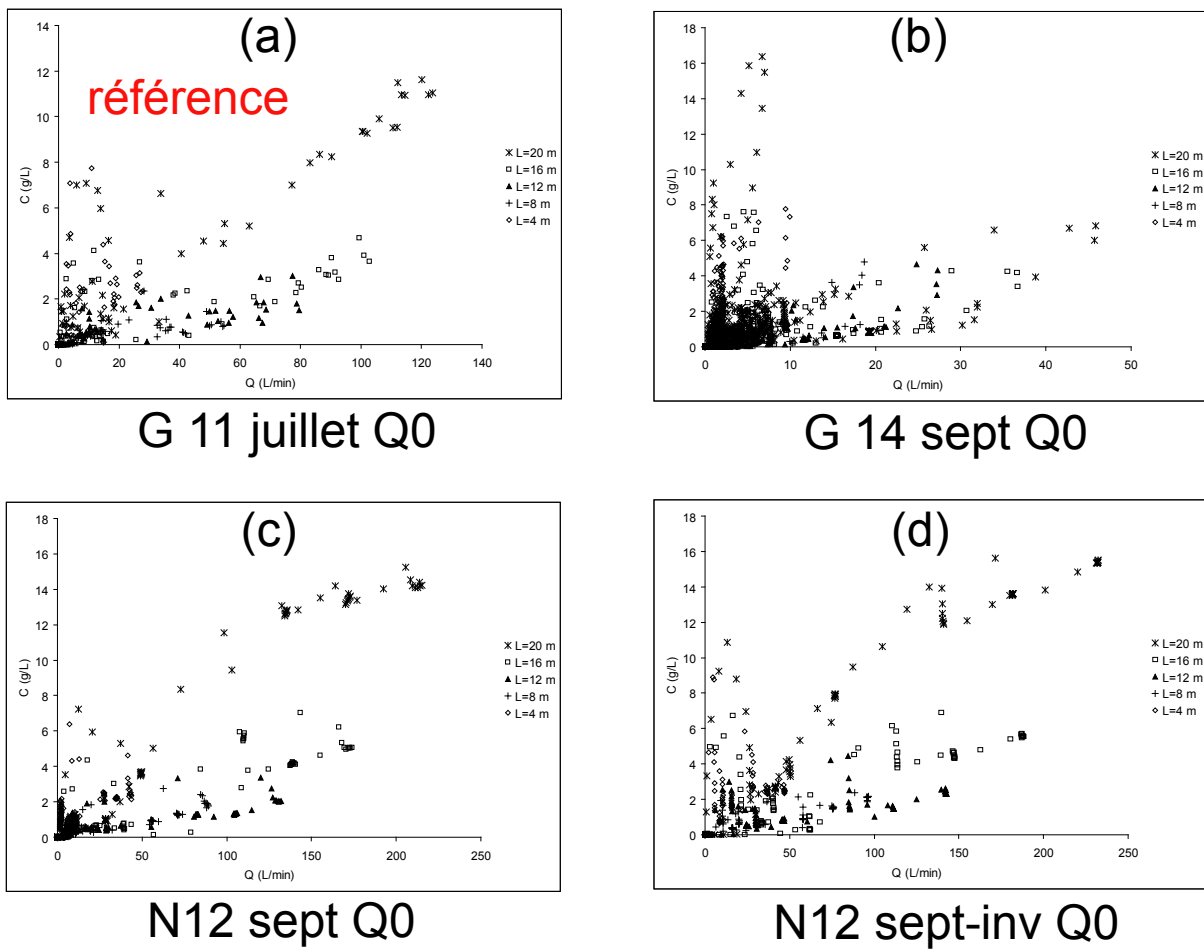 (a)
référence
C (g/L)
14
12
10
8
6
4
2
0
0 20 40 60 80 100 120 140
Q (L/min)
L=20 m
L=16 m
L=12 m
L=8 m
L=4 m
G 11 juillet Q0
(b)
C (g/L)
18
16
14
12
10
8
6
4
2
0
0 10 20 30 40 50
Q (L/min)
L=20 m
L=16 m
L=12 m
L=8 m
L=4 m
G 14 sept Q0
(c)
C (g/L)
18
16
14
12
10
8
6
4
2
0
0 50 100 150 200 250
Q (L/min)
L=20 m
L=16 m
L=12 m
L=8 m
L=4 m
N12 sept Q0
(d)
C (g/L)
18
16
14
12
10
8
6
4
2
0
0 50 100 150 200 250
Q (L/min)
L=20 m
L=16 m
L=12 m
L=8 m
L=4 m
N12 sept-inv Q0